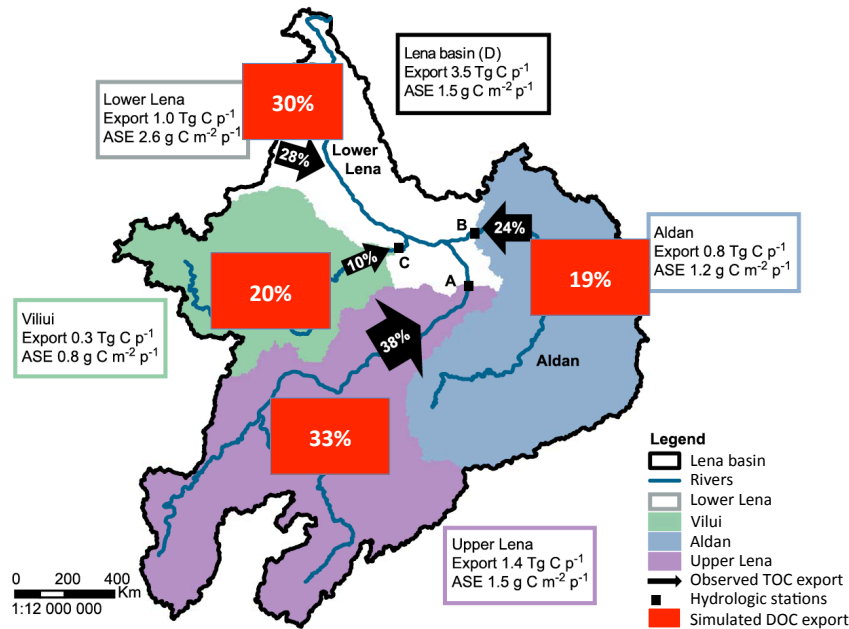 Lena basin (D)
Export 3.5 Tg C p⁻¹
ASE 1.5 g C m⁻² p⁻¹
Lower Lena
Export 1.0 Tg C p⁻¹
ASE 2.6 g C m⁻² p⁻¹
30%
28%
Lower
Lena
B
24%
Aldan
Export 0.8 Tg C p⁻¹
ASE 1.2 g C m⁻² p⁻¹
10%
C
A
20%
19%
Viliui
Export 0.3 Tg C p⁻¹
ASE 0.8 g C m⁻² p⁻¹
38%
Aldan
33%
Upper Lena
Export 1.4 Tg C p⁻¹
ASE 1.5 g C m⁻² p⁻¹
0 200 400
Km
1:12 000 000
Legend
Lena basin
Rivers
Lower Lena
Vilui
Aldan
Upper Lena
Observed TOC export
Hydrologic stations
Simulated DOC export